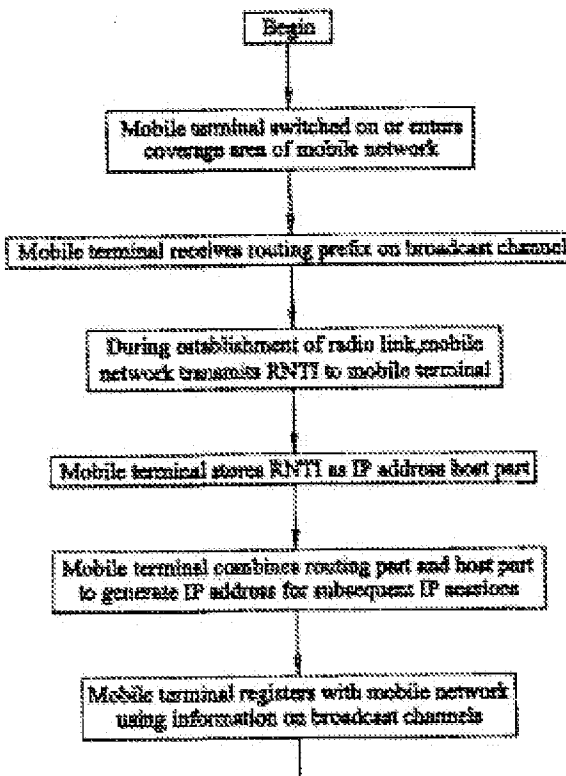 Begin
Mobile terminal switched on or enters
coverage area of mobile network
Mobile terminal receives routing prefix on broadcast channel
During establishment of radio link,mobile
network transmits RNTI to mobile terminal
Mobile terminal stores RNTI as IP address host part
Mobile terminal combines routing part and host part
to generate IP address for subsequent IP sessions
Mobile terminal registers with mobile network
using information on broadcast channels